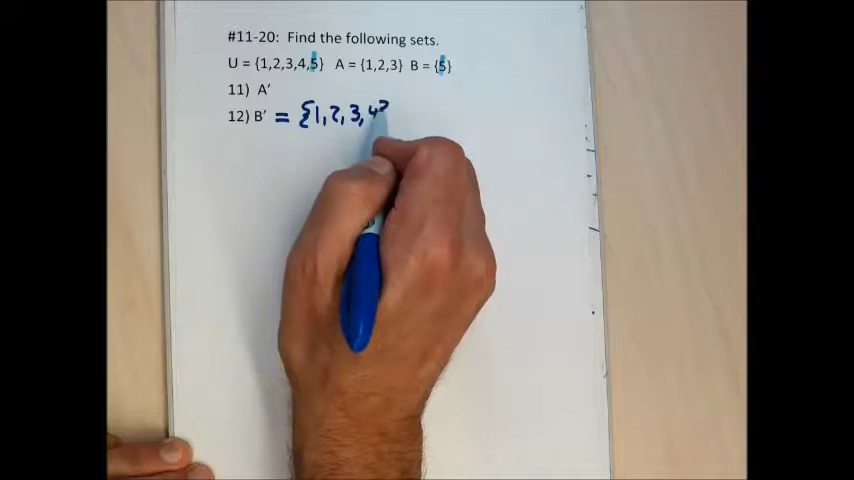 #11-20: Find the following sets.
U = {1,2,3,4,5} A = {1,2,3} B = {5}
11) A'
12) B' = {1,2,3,4}